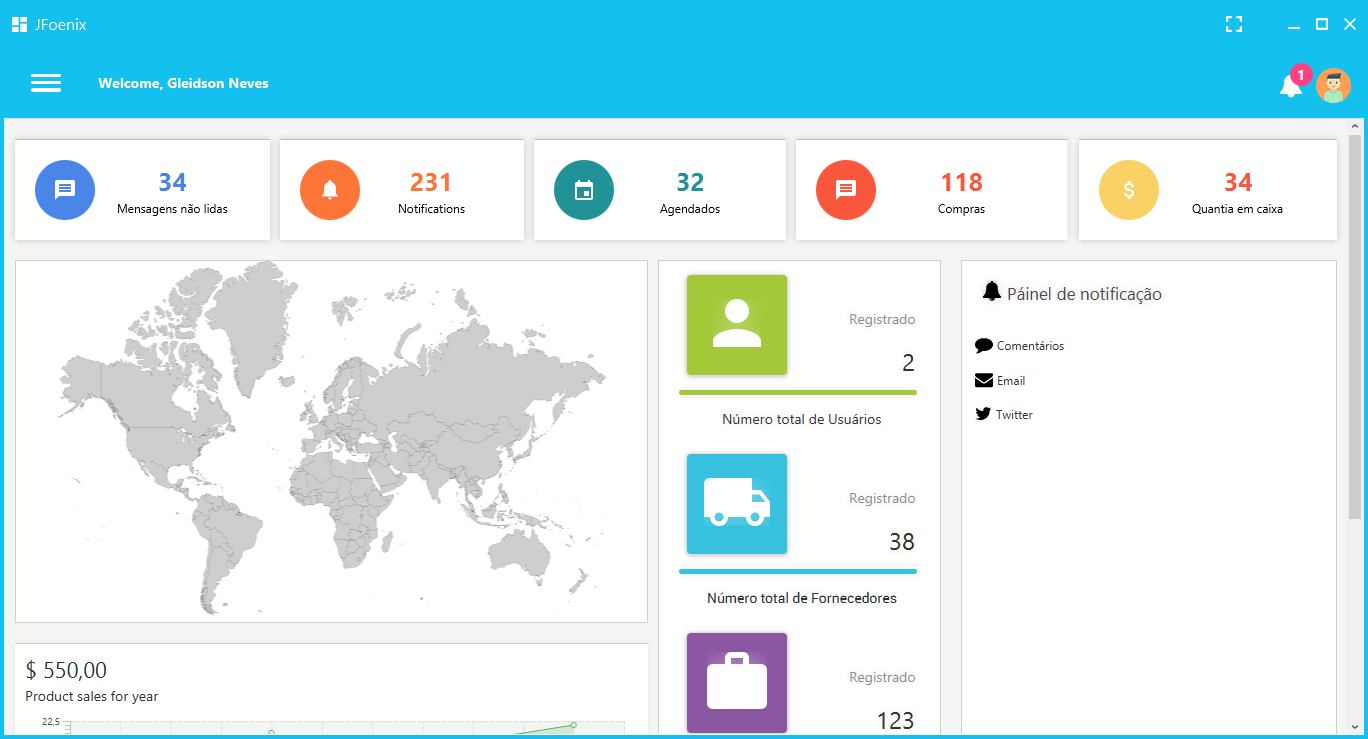 JFoenix
Welcome, Gleidson Neves
1
34
Mensagens não lidas
231
Notifications
32
Agendados
118
Compras
34
Quantia em caixa
Registrado
2
Número total de Usuários
Registrado
38
Número total de Fornecedores
Registrado
123
Páinel de notificação
Comentários
Email
Twitter
$ 550,00
Product sales for year
22,5